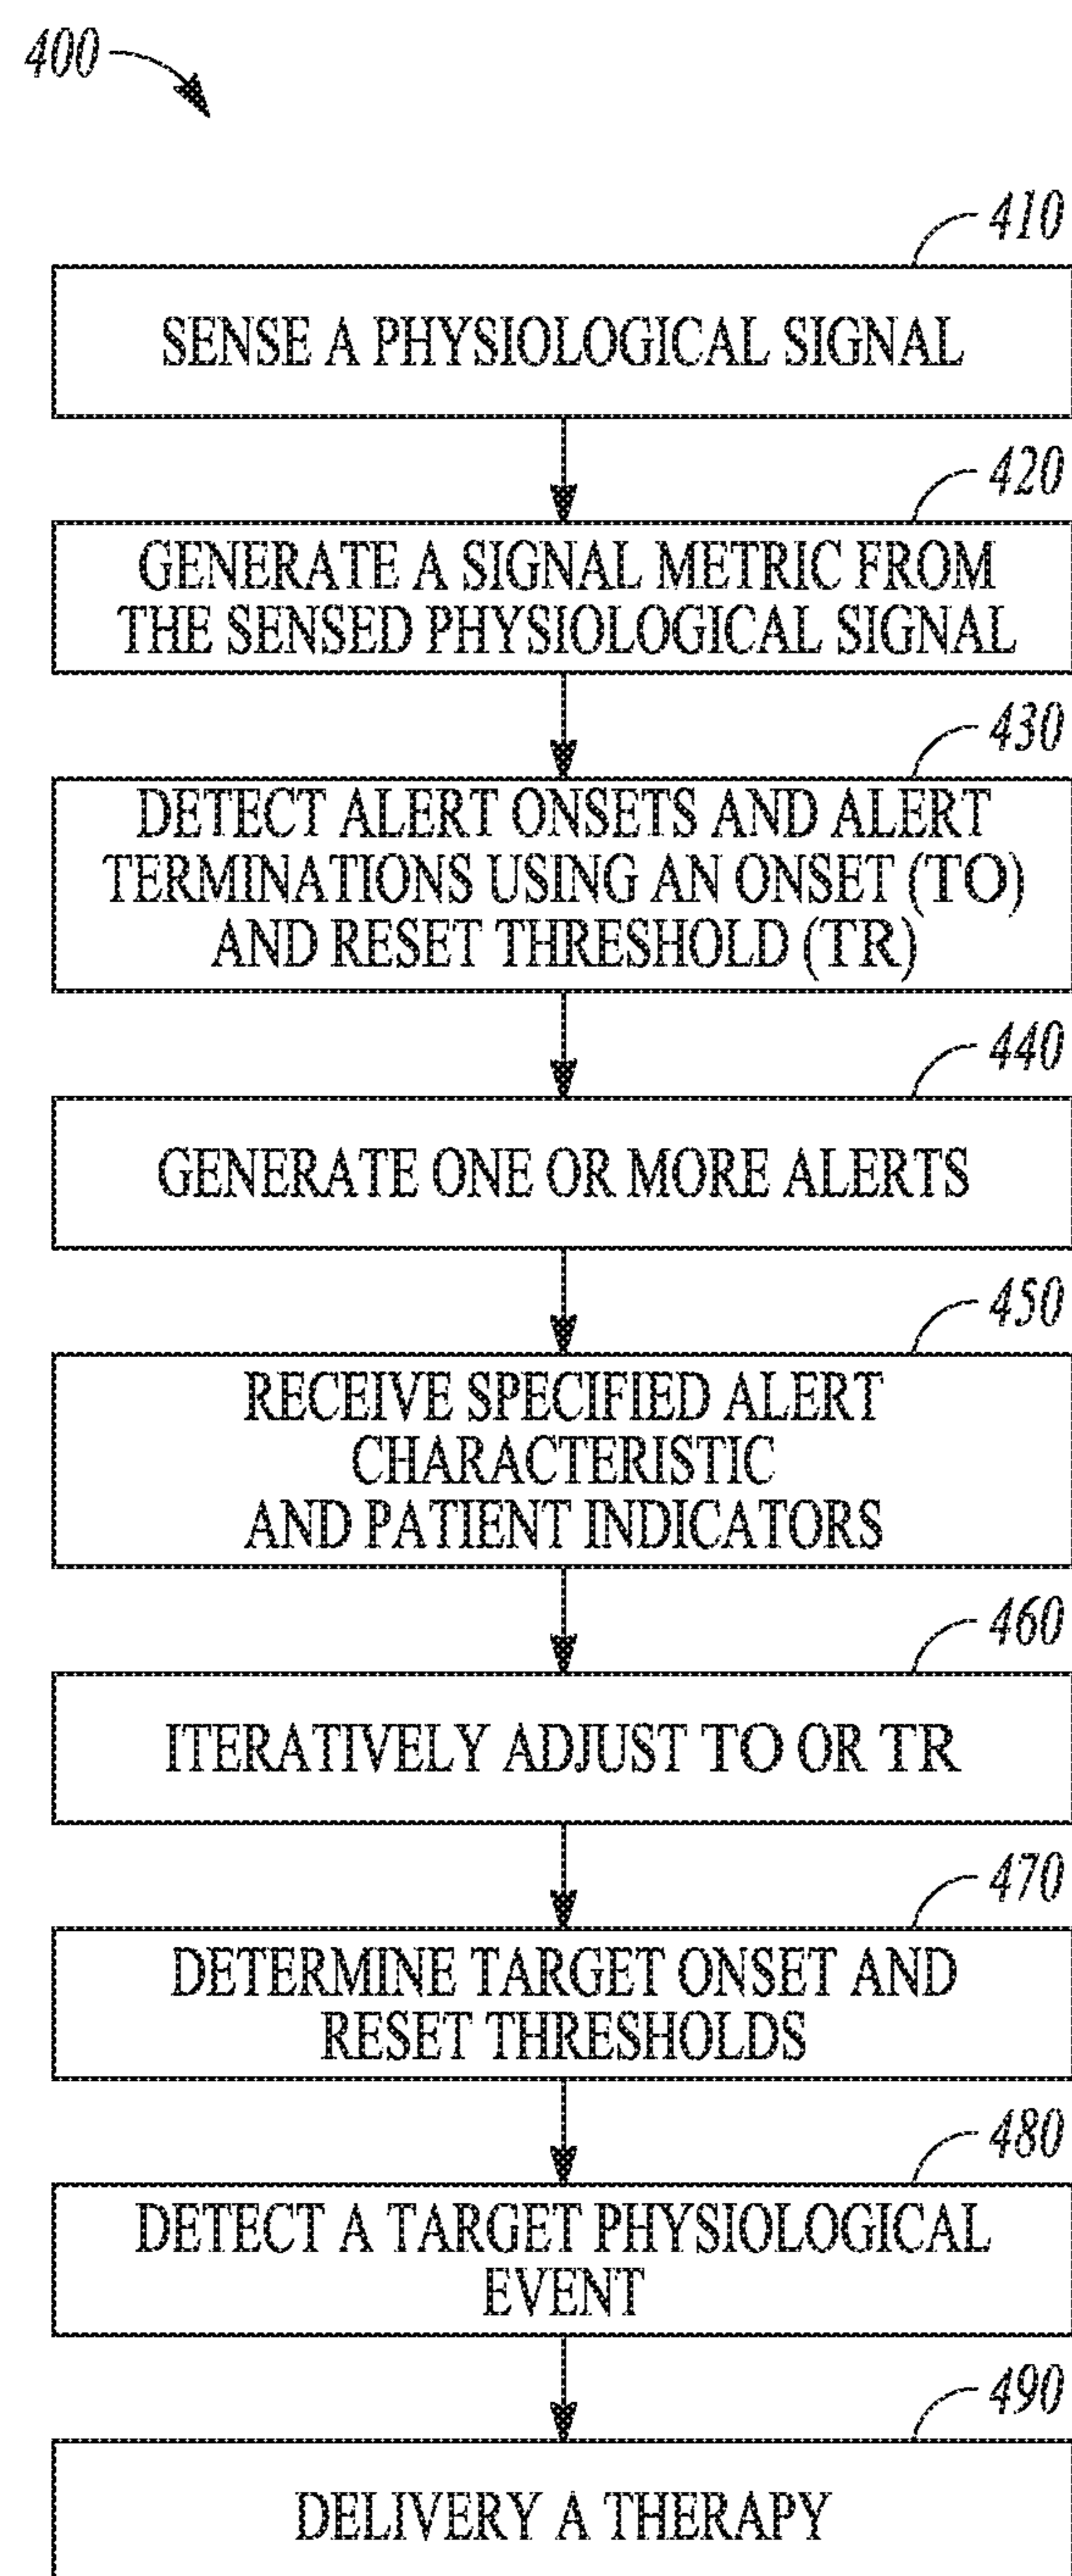 400
410
SENSE A PHYSIOLOGICAL SIGNAL
420
GENERATE A SIGNAL METRIC FROM
THE SENSED PHYSIOLOGICAL SIGNAL
430
DETECT ALERT ONSETS AND ALERT
TERMINATIONS USING AN ONSET (TO)
AND RESET THRESHOLD (TR)
440
GENERATE ONE OR MORE ALERTS
450
RECEIVE SPECIFIED ALERT
CHARACTERISTIC
AND PATIENT INDICATORS
460
ITERATIVELY ADJUST TO OR TR
470
DETERMINE TARGET ONSET AND
RESET THRESHOLDS
480
DETECT A TARGET PHYSIOLOGICAL
EVENT
490
DELIVERY A THERAPY